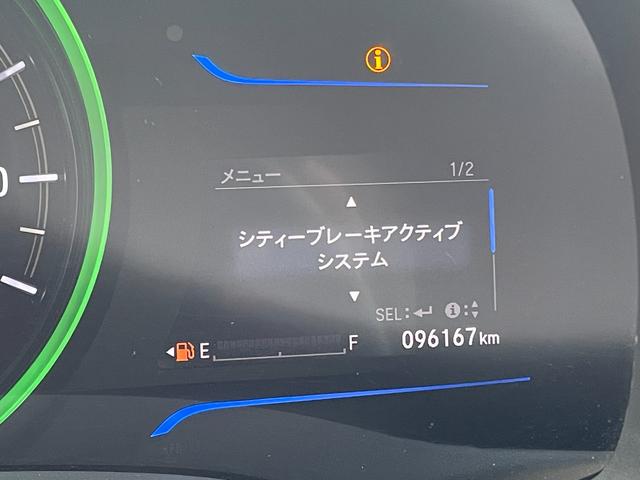 メニュー 1/2
▲
シティーブレーキアクティブ
システム
▼
SEL:↵ i:
E F 096167km
0